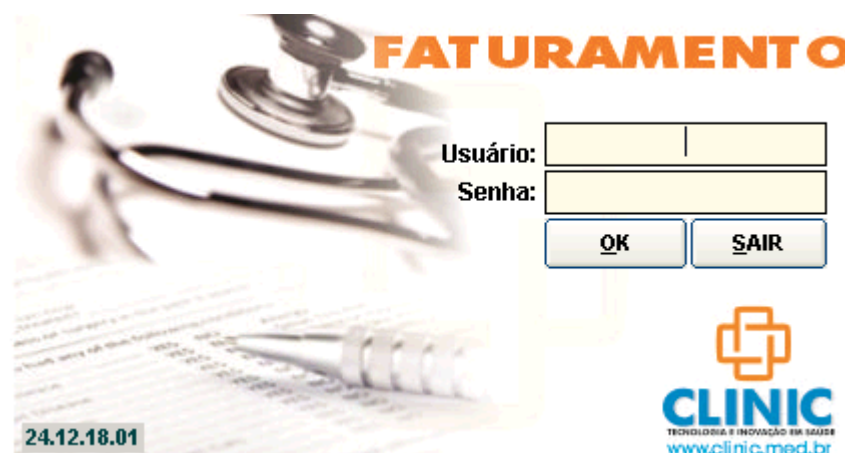 FATURAMENTO
Usuário:
Senha:
OK SAIR
CLINIC
TECNOLOGIA E INOVAÇÃO EM SAÚDE
www.clinic.med.br
24.12.18.01